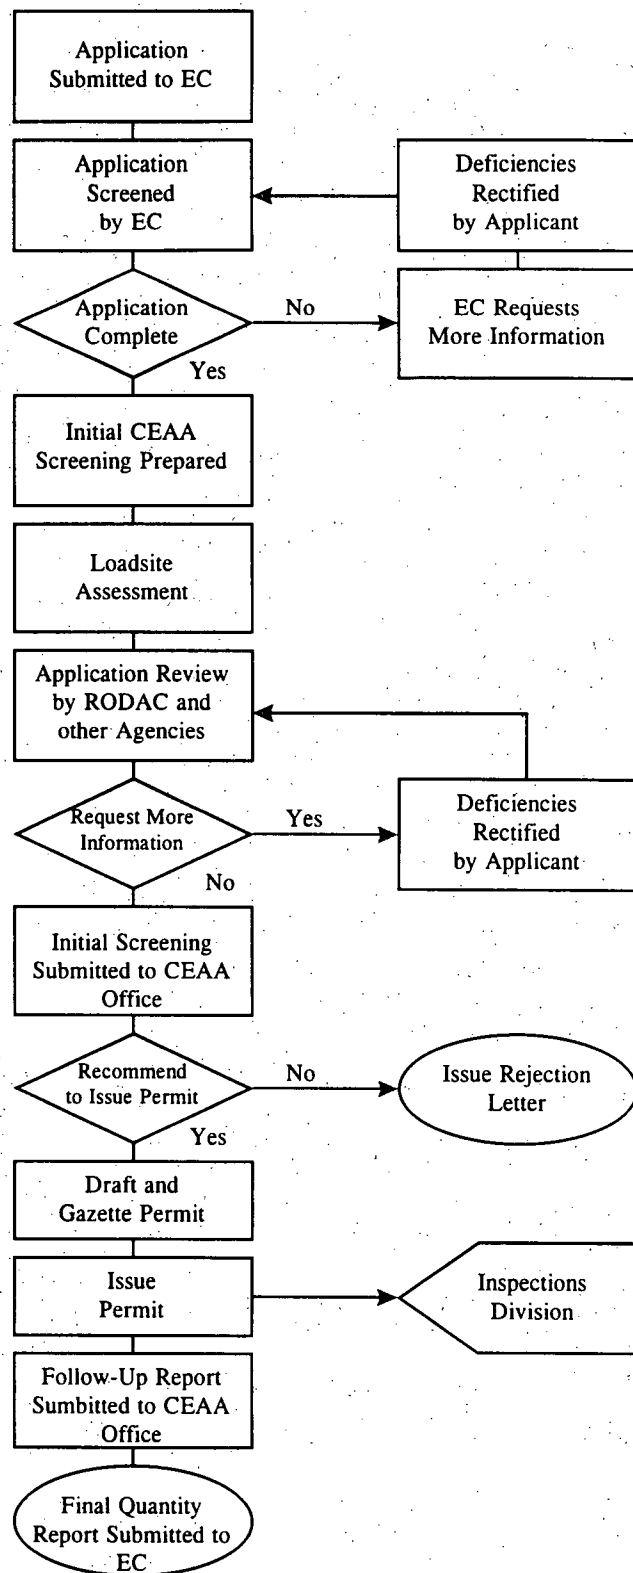 Application
Submitted to EC
Application
Screened
by EC
Deficiencies
Rectified
by Applicant
Application
Complete
No
EC Requests
More Information
Yes
Initial CEAA
Screening Prepared
Loadsite
Assessment
Application Review
by RODAC and
other Agencies
Request More
Information
Yes
Deficiencies
Rectified
by Applicant
No
Initial Screening
Submitted to CEAA
Office
Recommend
to Issue Permit
No
Issue Rejection
Letter
Yes
Draft and
Gazette Permit
Issue
Permit
Inspections
Division
Follow-Up Report
Sumbitted to CEAA
Office
Final Quantity
Report Submitted to
EC